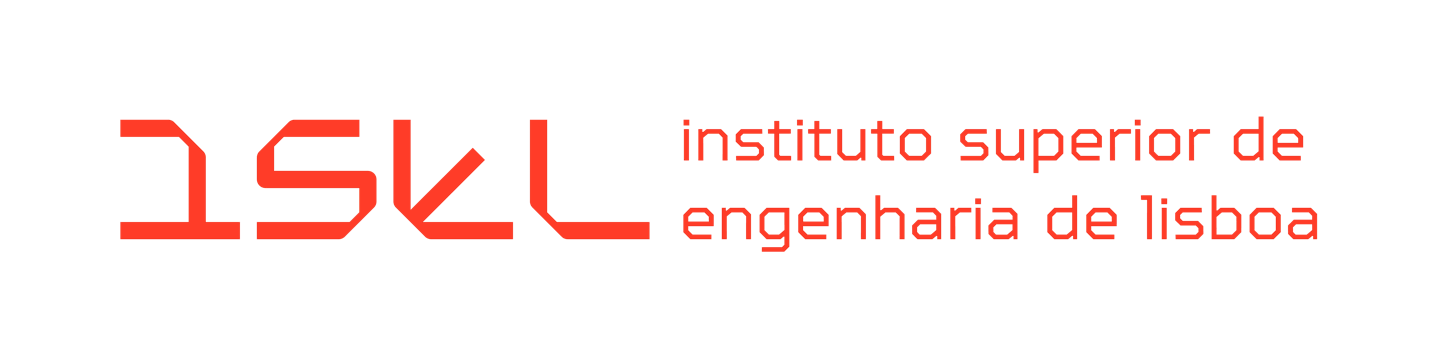 isel
instituto superior de
engenharia de lisboa